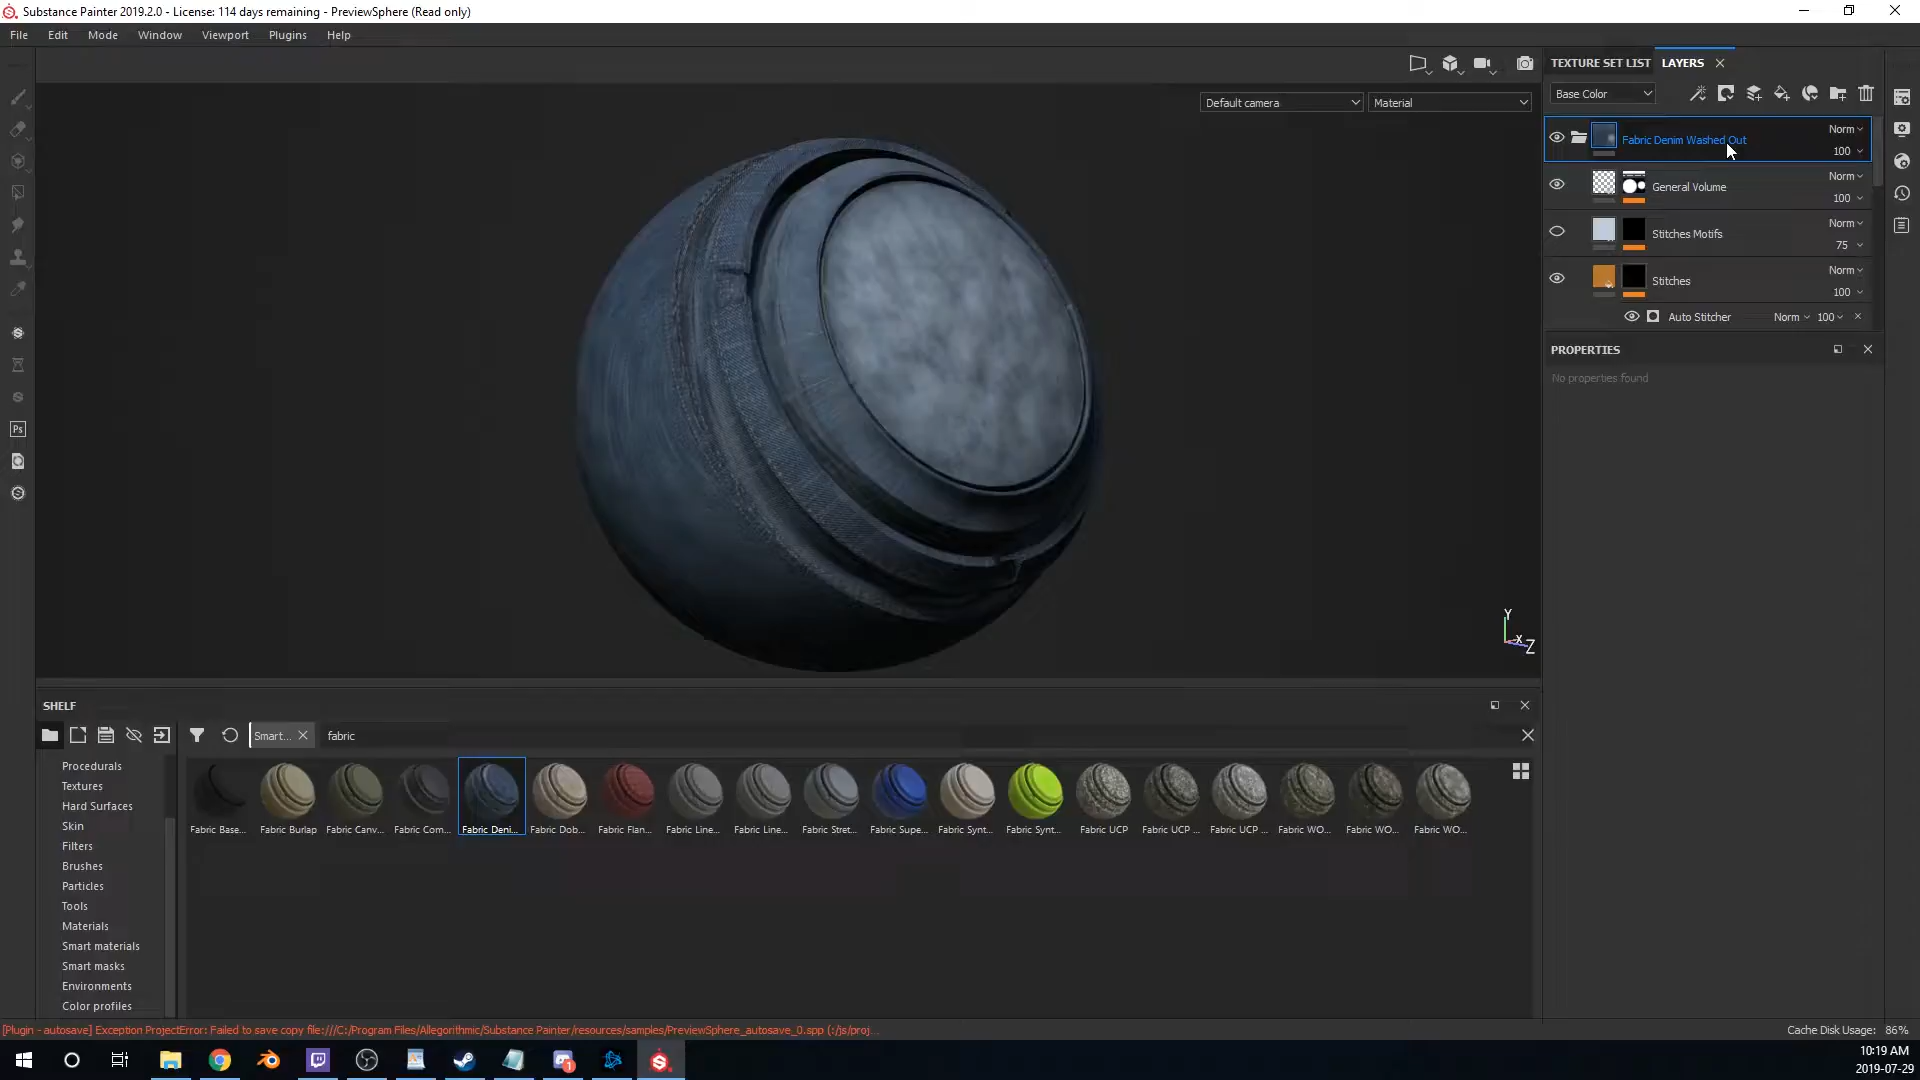 Substance Painter 2019.2.0 - License: 114 days remaining - PreviewSphere (Read only)
File Edit Mode Window Viewport Plugins Help
TEXTURE SET LIST LAYERS
Default camera Material
Base Color
Fabric Denim Washed Out Norm 100
General Volume Norm 100
Stitches Motifs Norm 75
Stitches Norm 100
Auto Stitcher Norm 100
PROPERTIES
No properties found
Ps
Y
X
Z
SHELF
Smart... fabric
Procedurals
Textures
Hard Surfaces
Skin
Filters
Brushes
Particles
Tools
Materials
Smart materials
Smart masks
Environments
Color profiles
Fabric Base... Fabric Burlap Fabric Canv... Fabric Com... Fabric Deni... Fabric Dob... Fabric Flan... Fabric Line... Fabric Line... Fabric Stret... Fabric Supe... Fabric Synt... Fabric Synt... Fabric UCP Fabric UCP ... Fabric UCP ... Fabric WO... Fabric WO... Fabric WO...
[Plugin - autosave] Exception ProjectError: Failed to save copy file:///C:/Program Files/Allegorithmic/Substance Painter/resources/samples/PreviewSphere_autosave_0.spp (:/js/proj...
Cache Disk Usage: 86%
1
10:19 AM
2019-07-29